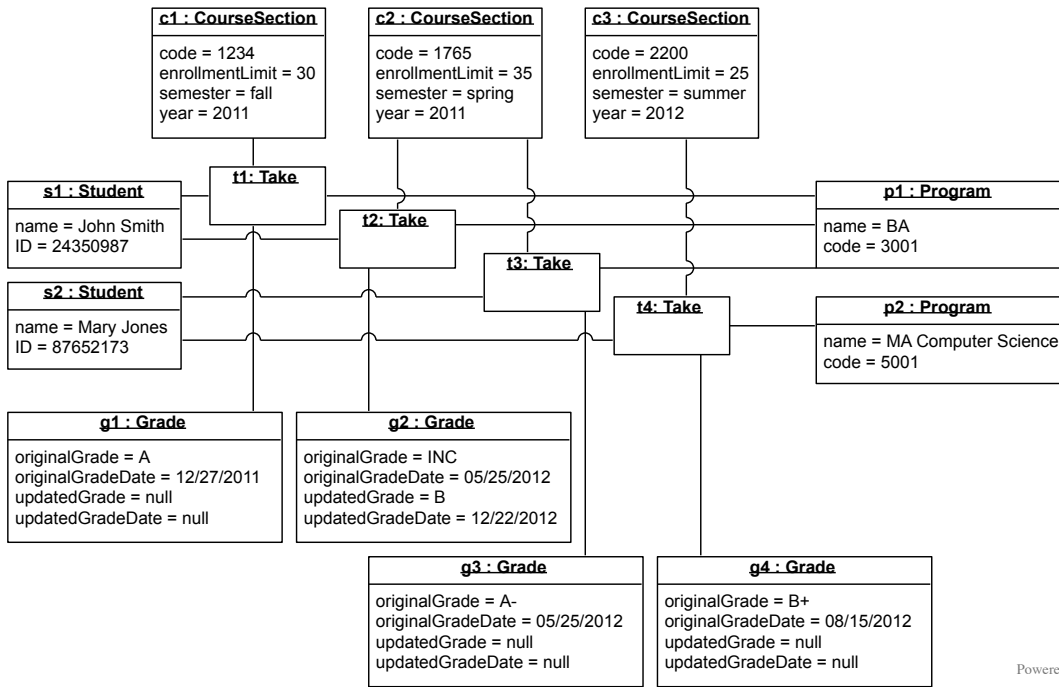 c1 : CourseSection
code = 1234
enrollmentLimit = 30
semester = fall
year = 2011
c2 : CourseSection
code = 1765
enrollmentLimit = 35
semester = spring
year = 2011
c3 : CourseSection
code = 2200
enrollmentLimit = 25
semester = summer
year = 2012
t1: Take
s1 : Student
name = John Smith
ID = 24350987
t2: Take
p1 : Program
name = BA
code = 3001
t3: Take
s2 : Student
name = Mary Jones
ID = 87652173
t4: Take
p2 : Program
name = MA Computer Science
code = 5001
g1 : Grade
originalGrade = A
originalGradeDate = 12/27/2011
updatedGrade = null
updatedGradeDate = null
g2 : Grade
originalGrade = INC
originalGradeDate = 05/25/2012
updatedGrade = B
updatedGradeDate = 12/22/2012
g3 : Grade
originalGrade = A-
originalGradeDate = 05/25/2012
updatedGrade = null
updatedGradeDate = null
g4 : Grade
originalGrade = B+
originalGradeDate = 08/15/2012
updatedGrade = null
updatedGradeDate = null
Powere